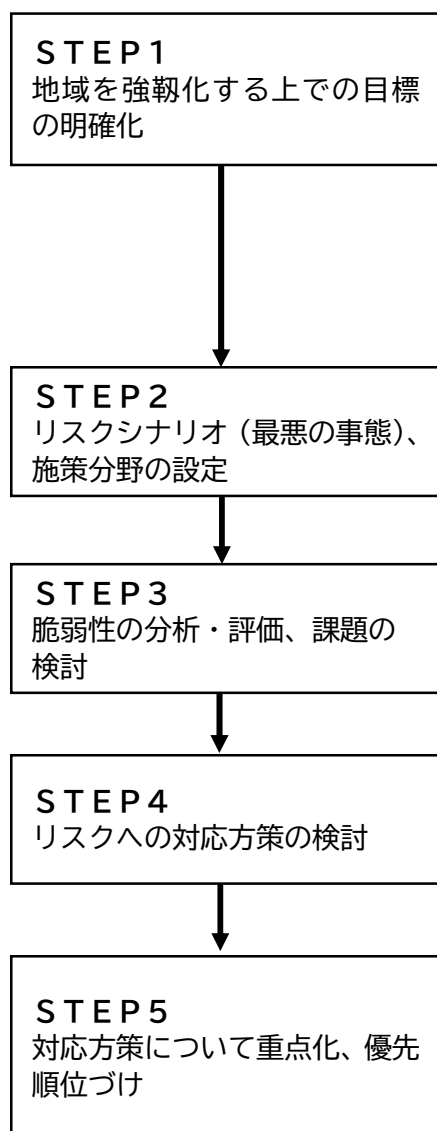 STEP1
地域を強靱化する上での目標
の明確化
STEP2
リスクシナリオ（最悪の事態）、
施策分野の設定
STEP3
脆弱性の分析・評価、課題の
検討
STEP4
リスクへの対応方策の検討
STEP5
対応方策について重点化、優先
順位づけ